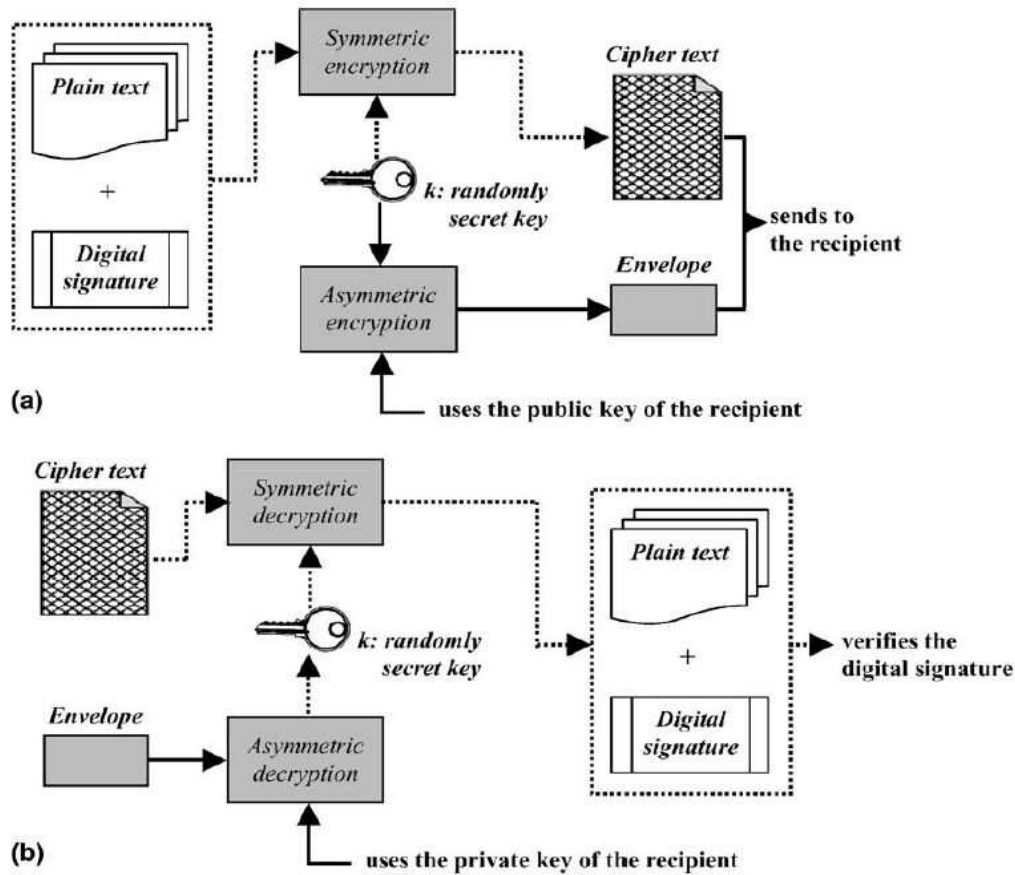 Plain text
+
Digital
signature
Symmetric
encryption
k: randomly
secret key
Asymmetric
encryption
Cipher text
Envelope
sends to
the recipient
uses the public key of the recipient
(a)
Cipher text
Symmetric
decryption
k: randomly
secret key
Envelope
Asymmetric
decryption
Plain text
+
Digital
signature
verifies the
digital signature
uses the private key of the recipient
(b)